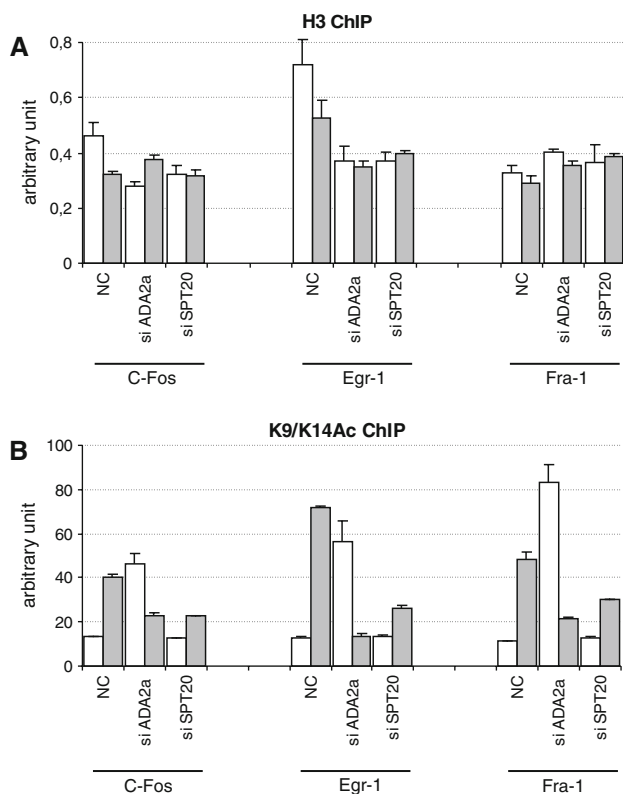 A
H3 ChIP
arbitrary unit
0,8
0,6
0,4
0,2
0
NC
si ADA2a
si SPT20
NC
si ADA2a
si SPT20
NC
si ADA2a
si SPT20
C-Fos
Egr-1
Fra-1
B
K9/K14Ac ChIP
arbitrary unit
100
80
60
40
20
0
NC
si ADA2a
si SPT20
NC
si ADA2a
si SPT20
NC
si ADA2a
si SPT20
C-Fos
Egr-1
Fra-1